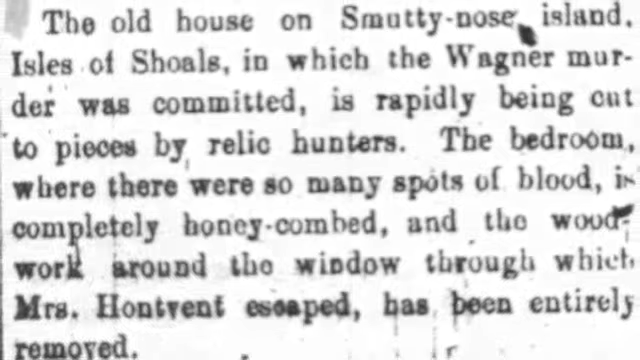 The old house on Smutty-nose island,
Isles of Shoals, in which the Wagner mur-
der was committed, is rapidly being cut
to pieces by relic hunters. The bedroom,
where there were so many spots of blood, is
completely honey-combed, and the wood-
work around the window through which
Mrs. Hontvent escaped, has been entirely
removed.